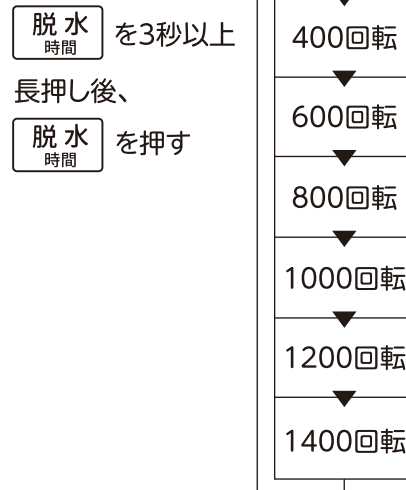 脱水
時間
を3秒以上
長押し後、
脱水
時間
を押す
400回転
600回転
800回転
1000回転
1200回転
1400回転